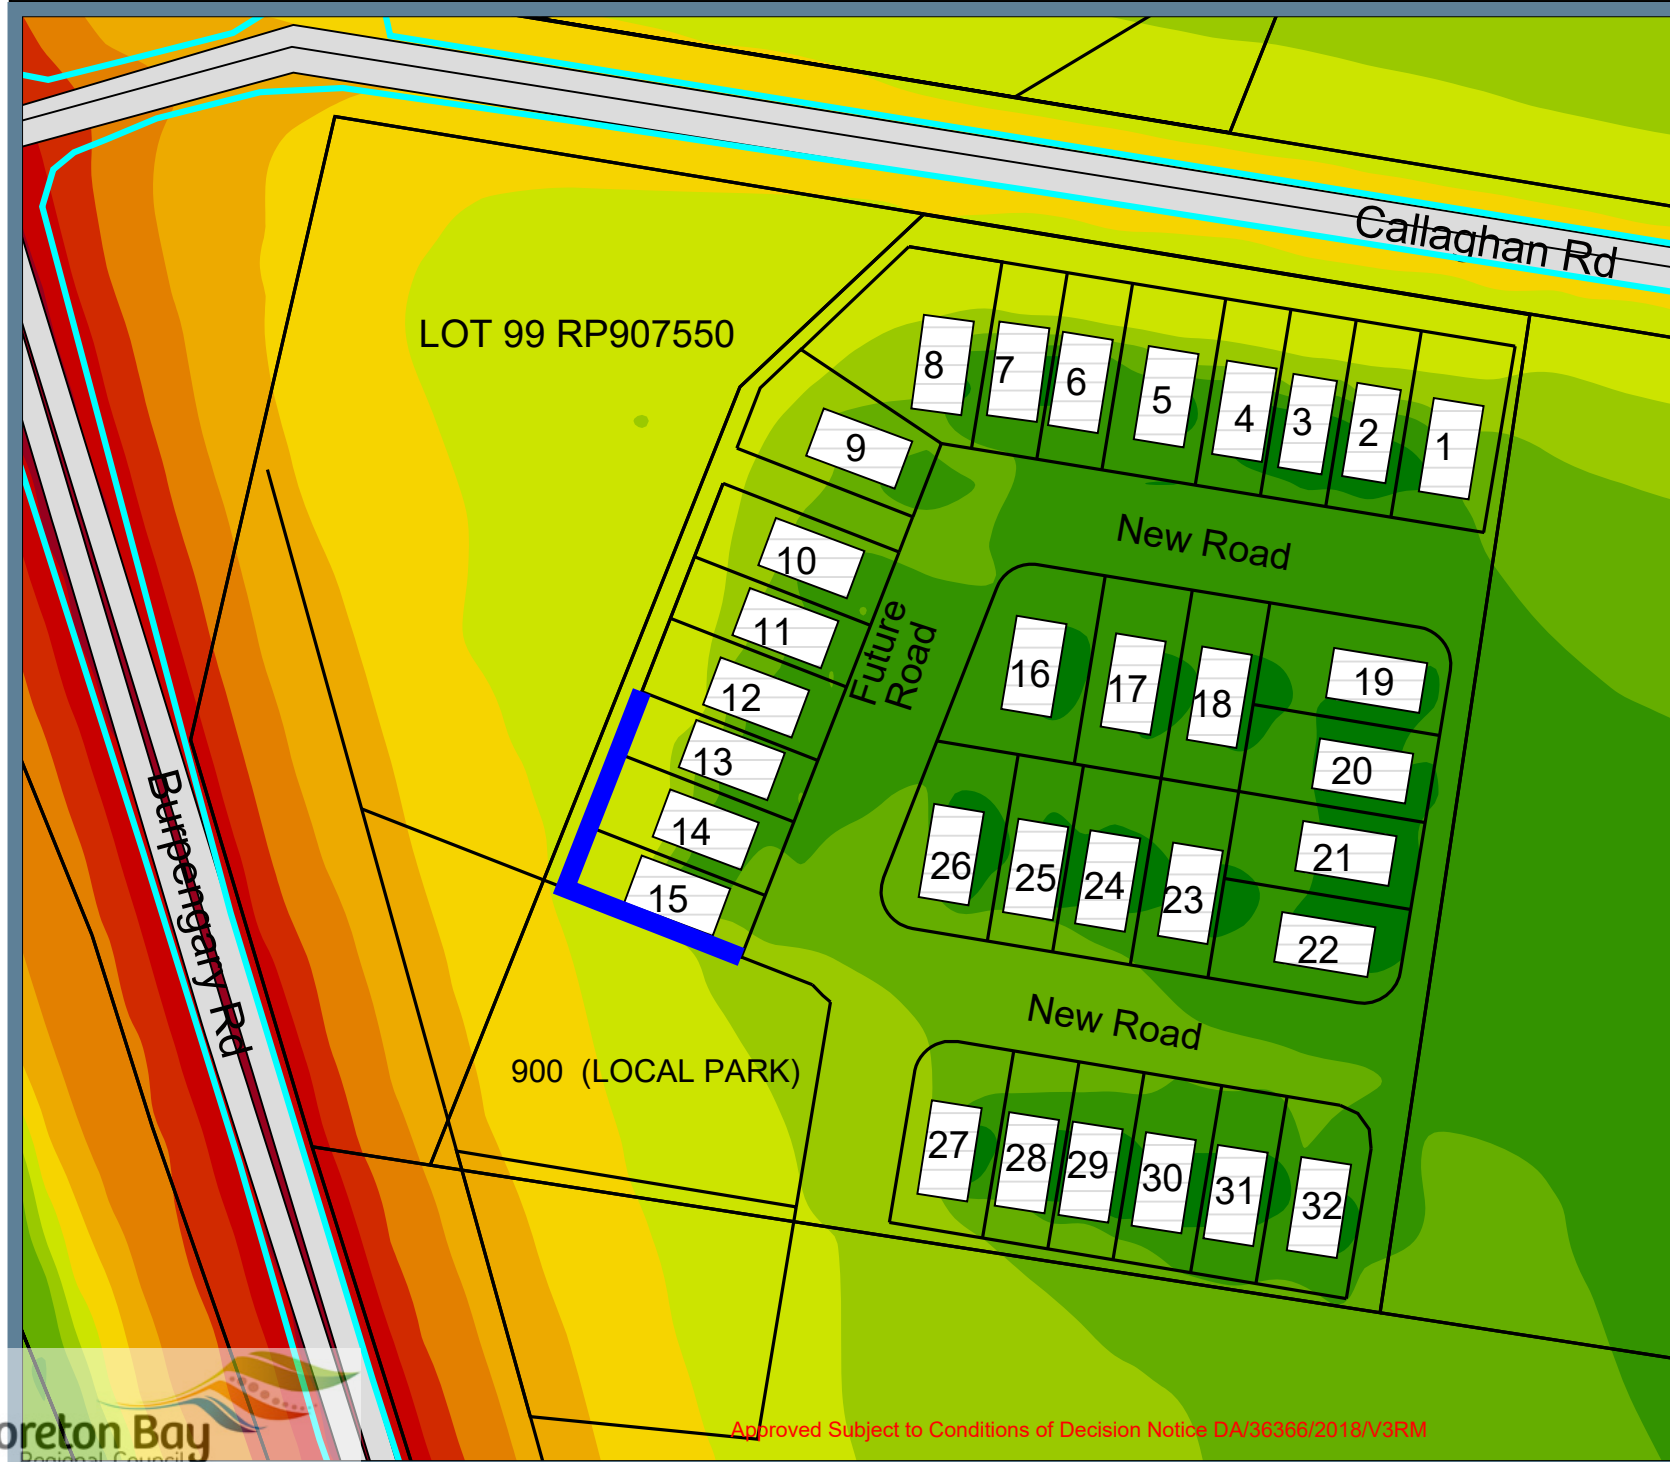 Callaghan Rd
LOT 99 RP907550
8
7
6
5
4
3
2
1
9
New Road
10
11
12
13
14
15
Future
Road
16
17
18
19
20
21
22
23
24
25
26
Burpengary Rd
New Road
900 (LOCAL PARK)
27
28
29
30
31
32
Approved Subject to Conditions of Decision Notice DA/36366/2018/V3RM
oreton Bay
Regional Council